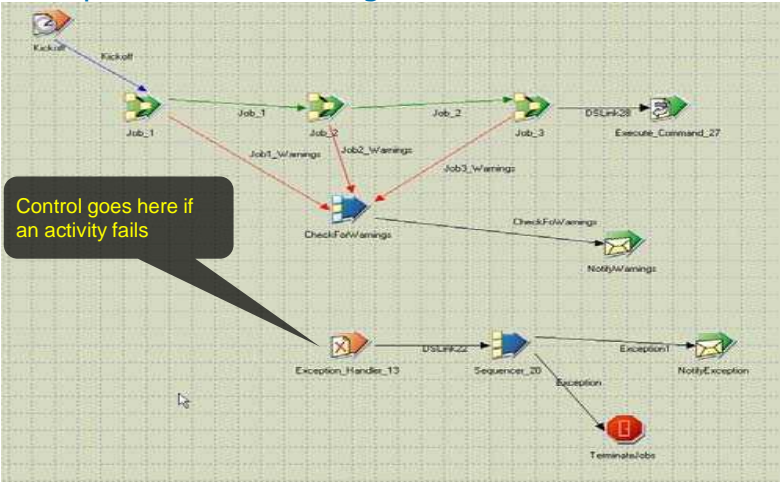 Kickoff
Kickoff
Job_1
Job_2
DSLink28
Job_1
Job_2
Job_3
Execute_Command_27
Job1_Warnings
Job2_Warnings
Job3_Warnings
Control goes here if
an activity fails
CheckForWarnings
CheckFoWarnings
NotifyWarnings
DSLink22
Exception1
Exception_Handler_13
Sequencer_20
NotifyException
Exception
TerminateJobs